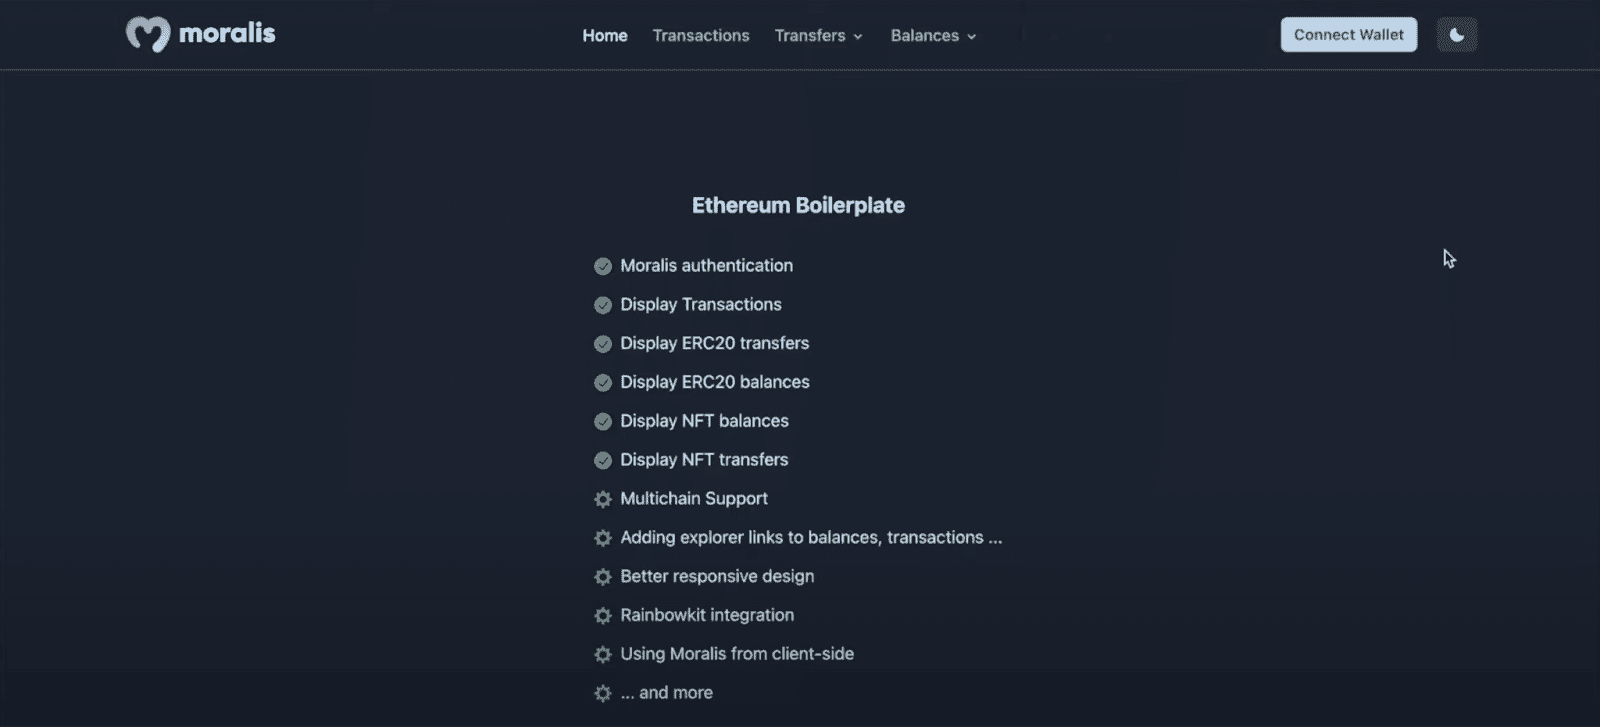 moralis
Home Transactions Transfers Balances
Connect Wallet
Ethereum Boilerplate
Moralis authentication
Display Transactions
Display ERC20 transfers
Display ERC20 balances
Display NFT balances
Display NFT transfers
Multichain Support
Adding explorer links to balances, transactions ...
Better responsive design
Rainbowkit integration
Using Moralis from client-side
... and more